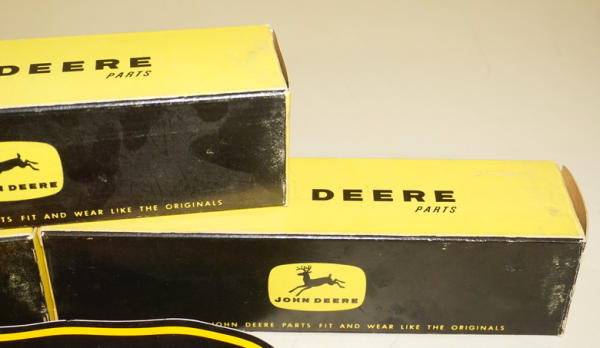 DEERE
PARTS
N DEERE
TS FIT AND WEAR LIKE THE ORIGINALS
DEERE
PARTS
JOHN DEERE
JOHN DEERE PARTS FIT AND WEAR LIKE THE ORIGINALS